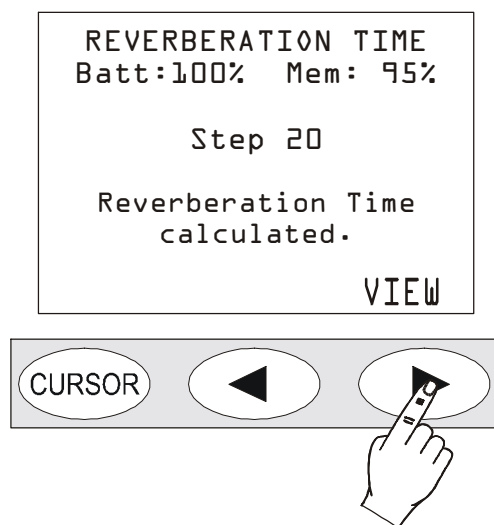 REVERBERATION TIME
Batt:100% Mem: 95%
Step 20
Reverberation Time
calculated.
VIEW
CURSOR